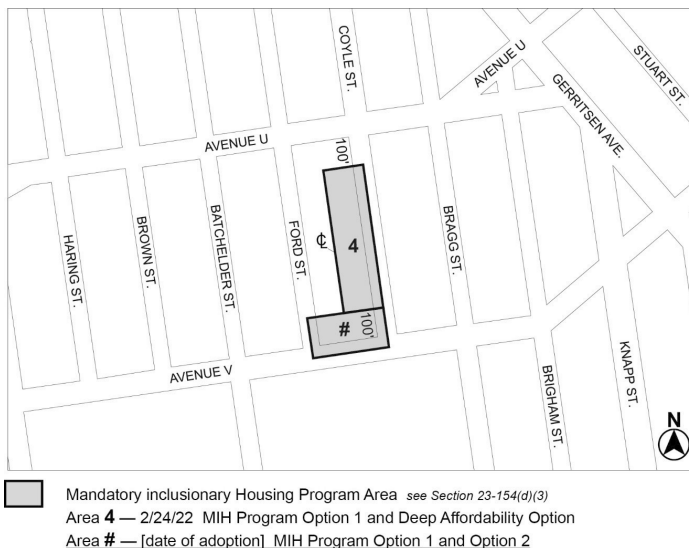 COYLE ST.
AVENUE U
STUART ST.
GERRITSEN AVE.
AVENUE U
100'
HARING ST.
BROWN ST.
BATCHELDER ST.
FORD ST.
℄
4
BRAGG ST.
#
100'
AVENUE V
BRIGHAM ST.
KNAPP ST.
N
Mandatory inclusionary Housing Program Area see Section 23-154(d)(3)
Area 4 — 2/24/22 MIH Program Option 1 and Deep Affordability Option
Area # — [date of adoption] MIH Program Option 1 and Option 2